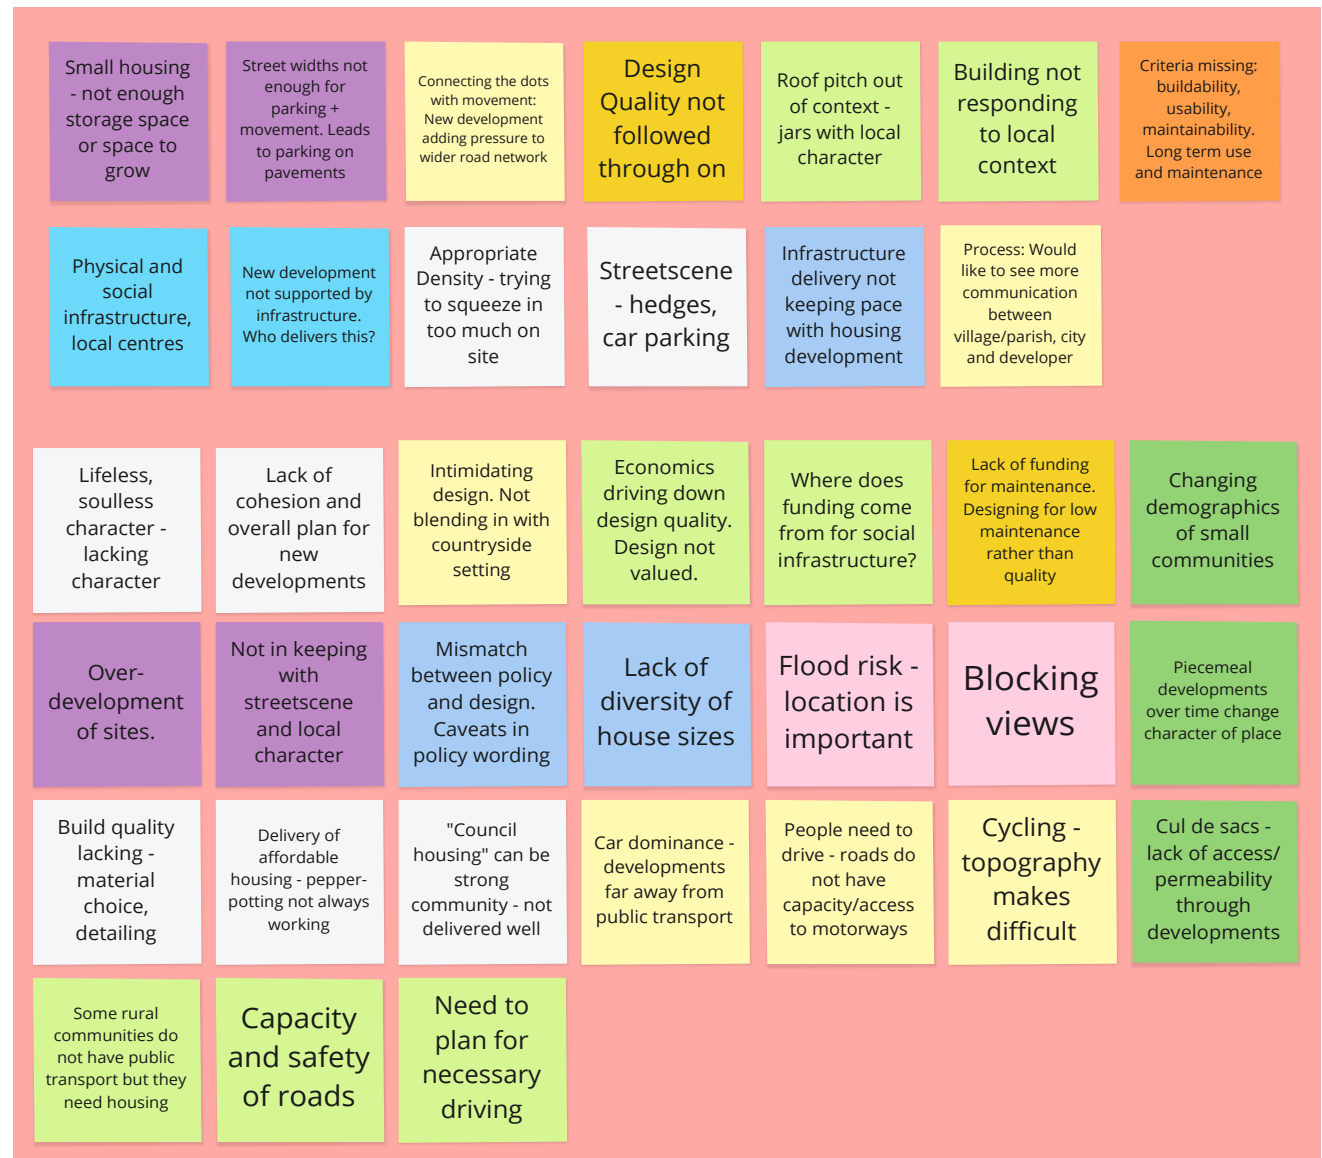 Small housing
- not enough
storage space
or space to
grow
Street widths not
enough for
parking +
movement. Leads
to parking on
pavements
Connecting the dots
with movement:
New development
adding pressure to
wider road network
Design
Quality not
followed
through on
Roof pitch out
of context -
jars with local
character
Building not
responding
to local
context
Criteria missing:
buildability,
usability,
maintainability.
Long term use
and maintenance
Physical and
social
infrastructure,
local centres
New development
not supported by
infrastructure.
Who delivers this?
Appropriate
Density - trying
to squeeze in
too much on
site
Streetscene
- hedges,
car parking
Infrastructure
delivery not
keeping pace
with housing
development
Process: Would
like to see more
communication
between
village/parish, city
and developer
Lifeless,
soulless
character -
lacking
character
Lack of
cohesion and
overall plan for
new
developments
Intimidating
design. Not
blending in with
countryside
setting
Economics
driving down
design quality.
Design not
valued.
Where does
funding come
from for social
infrastructure?
Lack of funding
for maintenance.
Designing for low
maintenance
rather than
quality
Changing
demographics
of small
communities
Over-
development
of sites.
Not in keeping
with
streetscene
and local
character
Mismatch
between policy
and design.
Caveats in
policy wording
Lack of
diversity of
house sizes
Flood risk -
location is
important
Blocking
views
Piecemeal
developments
over time change
character of place
Build quality
lacking -
material
choice,
detailing
Delivery of
affordable
housing - pepper-
potting not always
working
"Council
housing" can be
strong
community - not
delivered well
Car dominance -
developments
far away from
public transport
People need to
drive - roads do
not have
capacity/access
to motorways
Cycling -
topography
makes
difficult
Cul de sacs -
lack of access/
permeability
through
developments
Some rural
communities do
not have public
transport but they
need housing
Capacity
and safety
of roads
Need to
plan for
necessary
driving